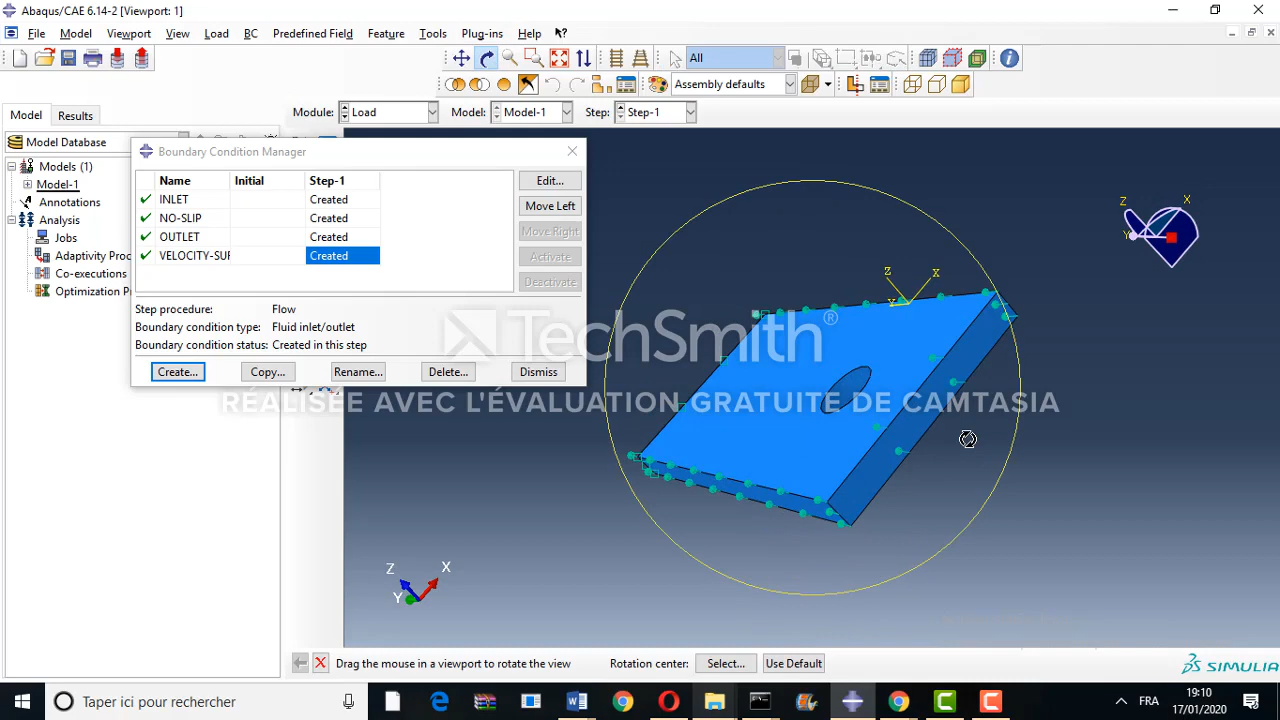 Abaqus/CAE 6.14-2 [Viewport: 1]
File Model Viewport View Load BC Predefined Field Feature Tools Plug-ins Help
All
Assembly defaults
Model Results
Module: Load Model: Model-1 Step: Step-1
Model Database
Models (1)
Model-1
Annotations
Analysis
Jobs
Adaptivity Proc
Co-executions
Optimization P
Boundary Condition Manager
Name Initial Step-1
INLET Created
NO-SLIP Created
OUTLET Created
VELOCITY-SUR Created
Edit...
Move Left
Move Right
Activate
Deactivate
Step procedure: Flow
Boundary condition type: Fluid inlet/outlet
Boundary condition status: Created in this step
Create... Copy... Rename... Delete... Dismiss
TechSmith®
RÉALISÉE AVEC L'ÉVALUATION GRATUITE DE CAMTASIA
Z X
Y
Z X
Y
Z X
Y
Drag the mouse in a viewport to rotate the view Rotation center: Select... Use Default
SIMULIA
Taper ici pour rechercher
FRA
19:10
17/01/2020